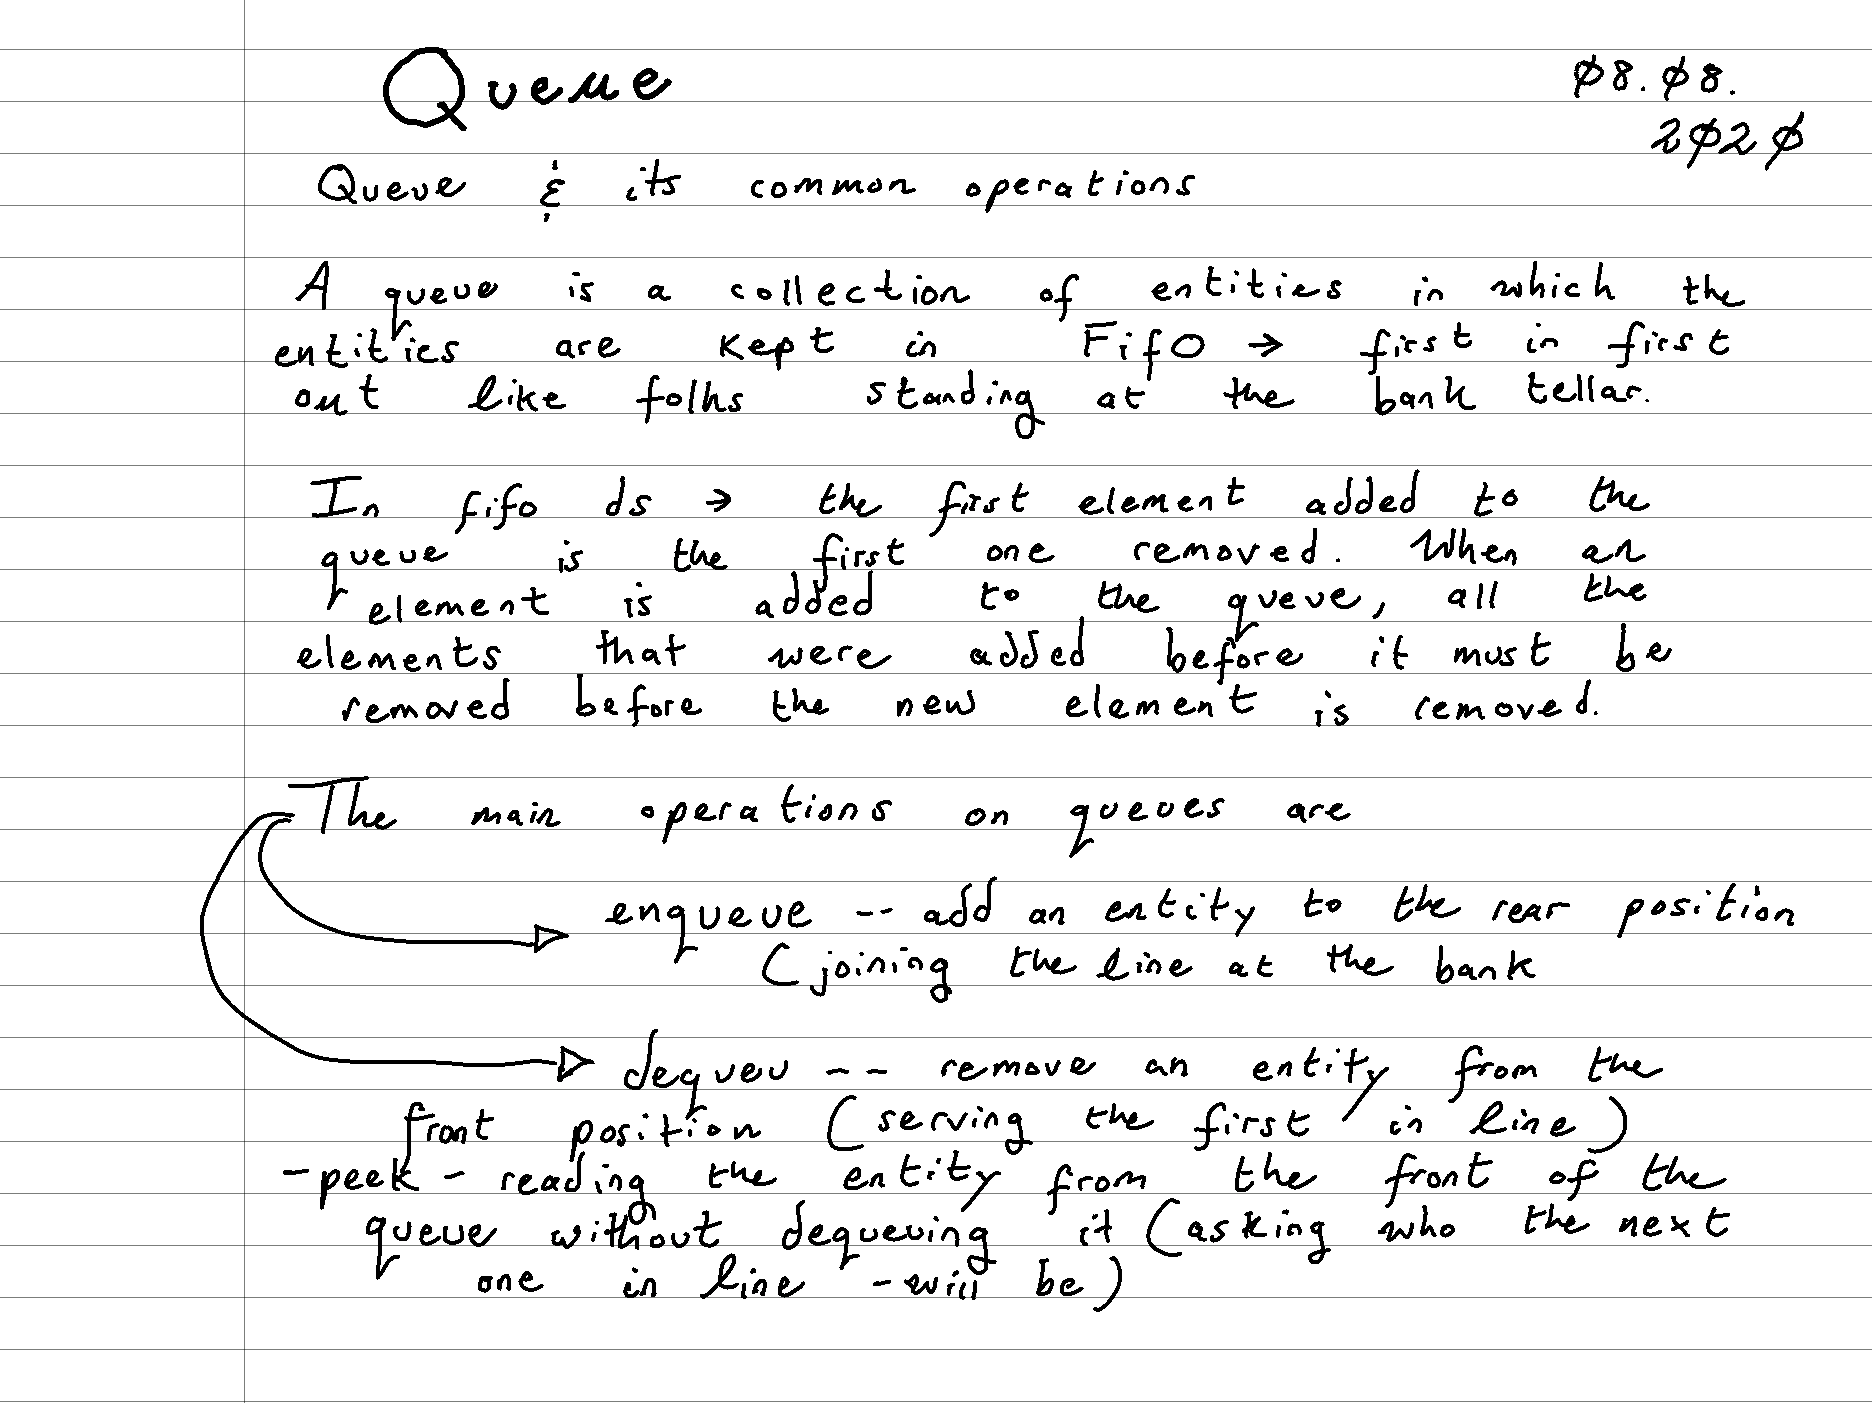 Queue
08.08.
2020
Queue & its common operations
A queue is a collection of entities in which the
entities are kept in FifO → first in first
out like folks standing at the bank tellar.
In fifo ds → the first element added to the
queue is the first one removed. When an
element is added to the queue, all the
elements that were added before it must be
removed before the new element is removed.
The main operations on queues are
enqueue -- add an entity to the rear position
(joining the line at the bank
dequeu -- remove an entity from the
front position (serving the first in line)
-peek - reading the entity from the front of the
queue without dequeuing it (asking who the next
one in line -will be)